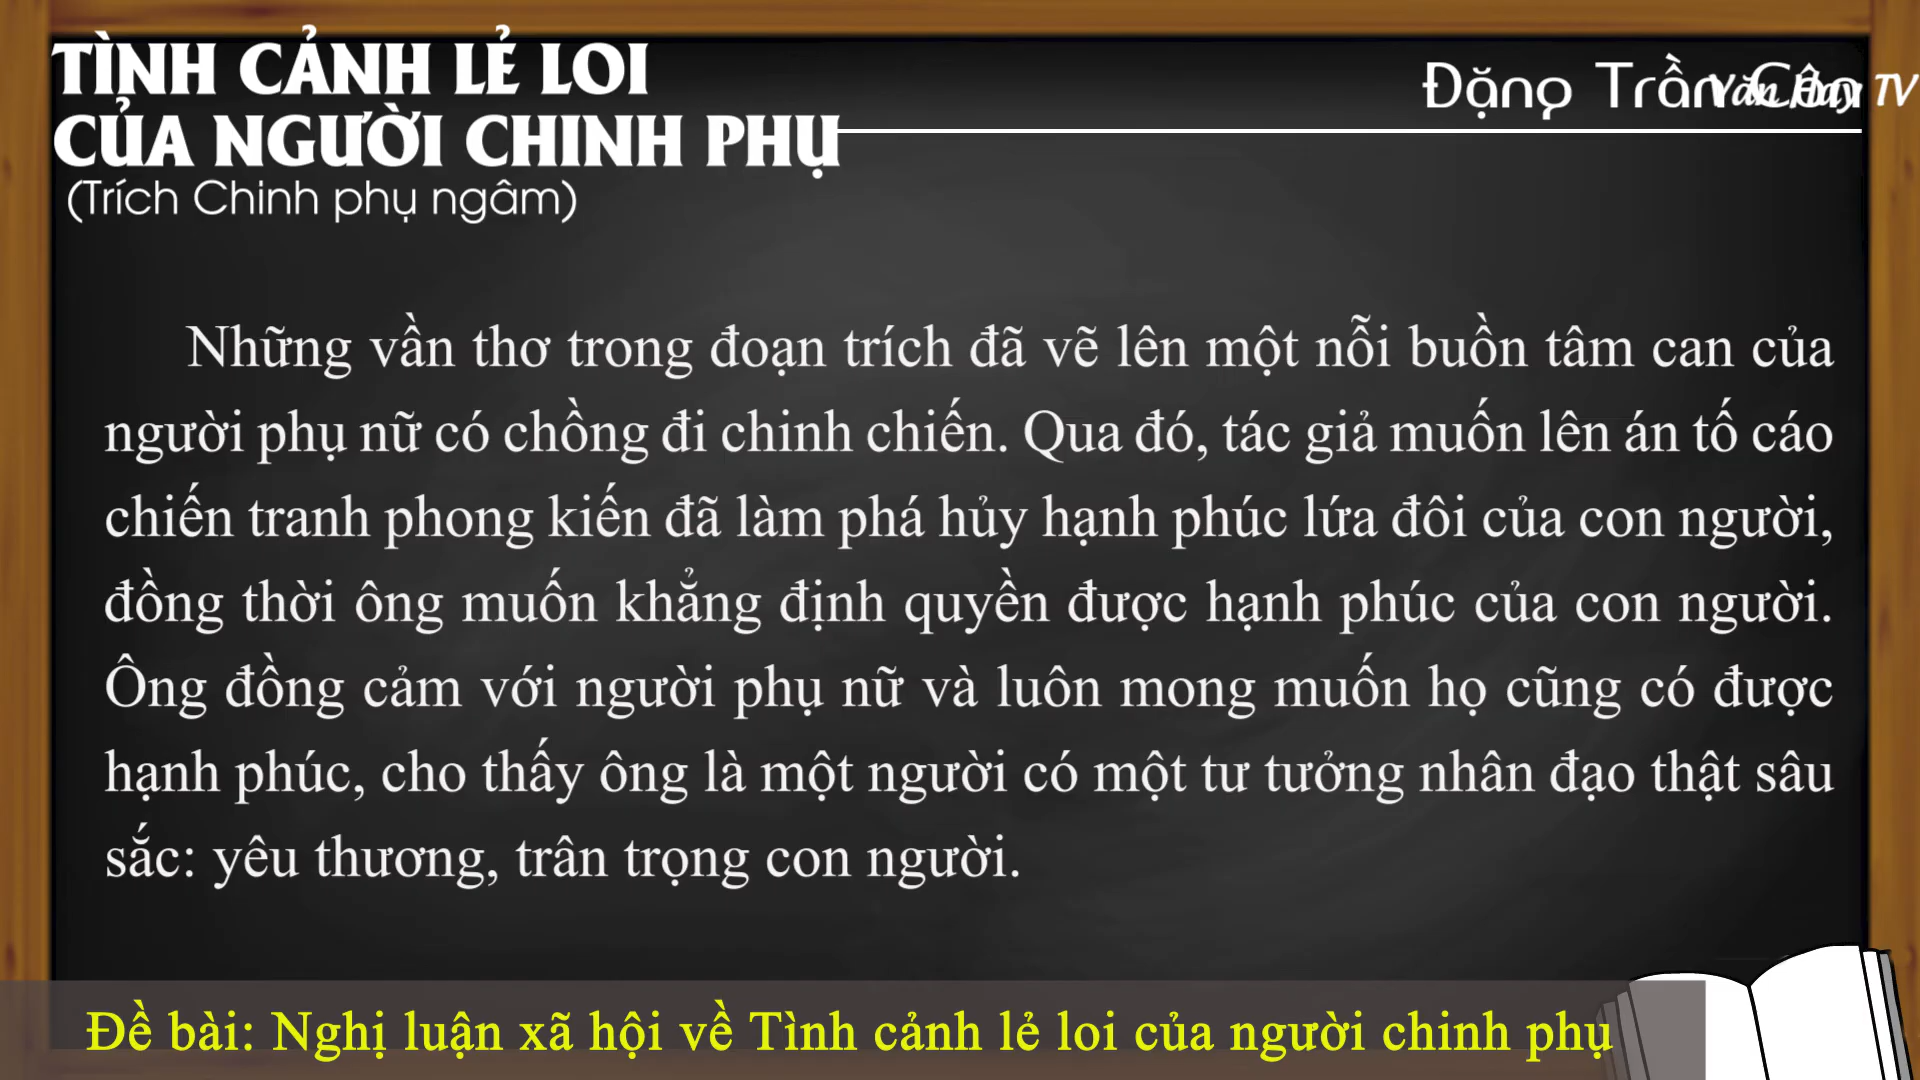 TÌNH CẢNH LẺ LOI
CỦA NGƯỜI CHINH PHỤ
(Trích Chinh phụ ngâm)
Đặng Trần Côn
Văn Hay TV
Những vần thơ trong đoạn trích đã vẽ lên một nỗi buồn tâm can của
người phụ nữ có chồng đi chinh chiến. Qua đó, tác giả muốn lên án tố cáo
chiến tranh phong kiến đã làm phá hủy hạnh phúc lứa đôi của con người,
đồng thời ông muốn khẳng định quyền được hạnh phúc của con người.
Ông đồng cảm với người phụ nữ và luôn mong muốn họ cũng có được
hạnh phúc, cho thấy ông là một người có một tư tưởng nhân đạo thật sâu
sắc: yêu thương, trân trọng con người.
Đề bài: Nghị luận xã hội về Tình cảnh lẻ loi của người chinh phụ